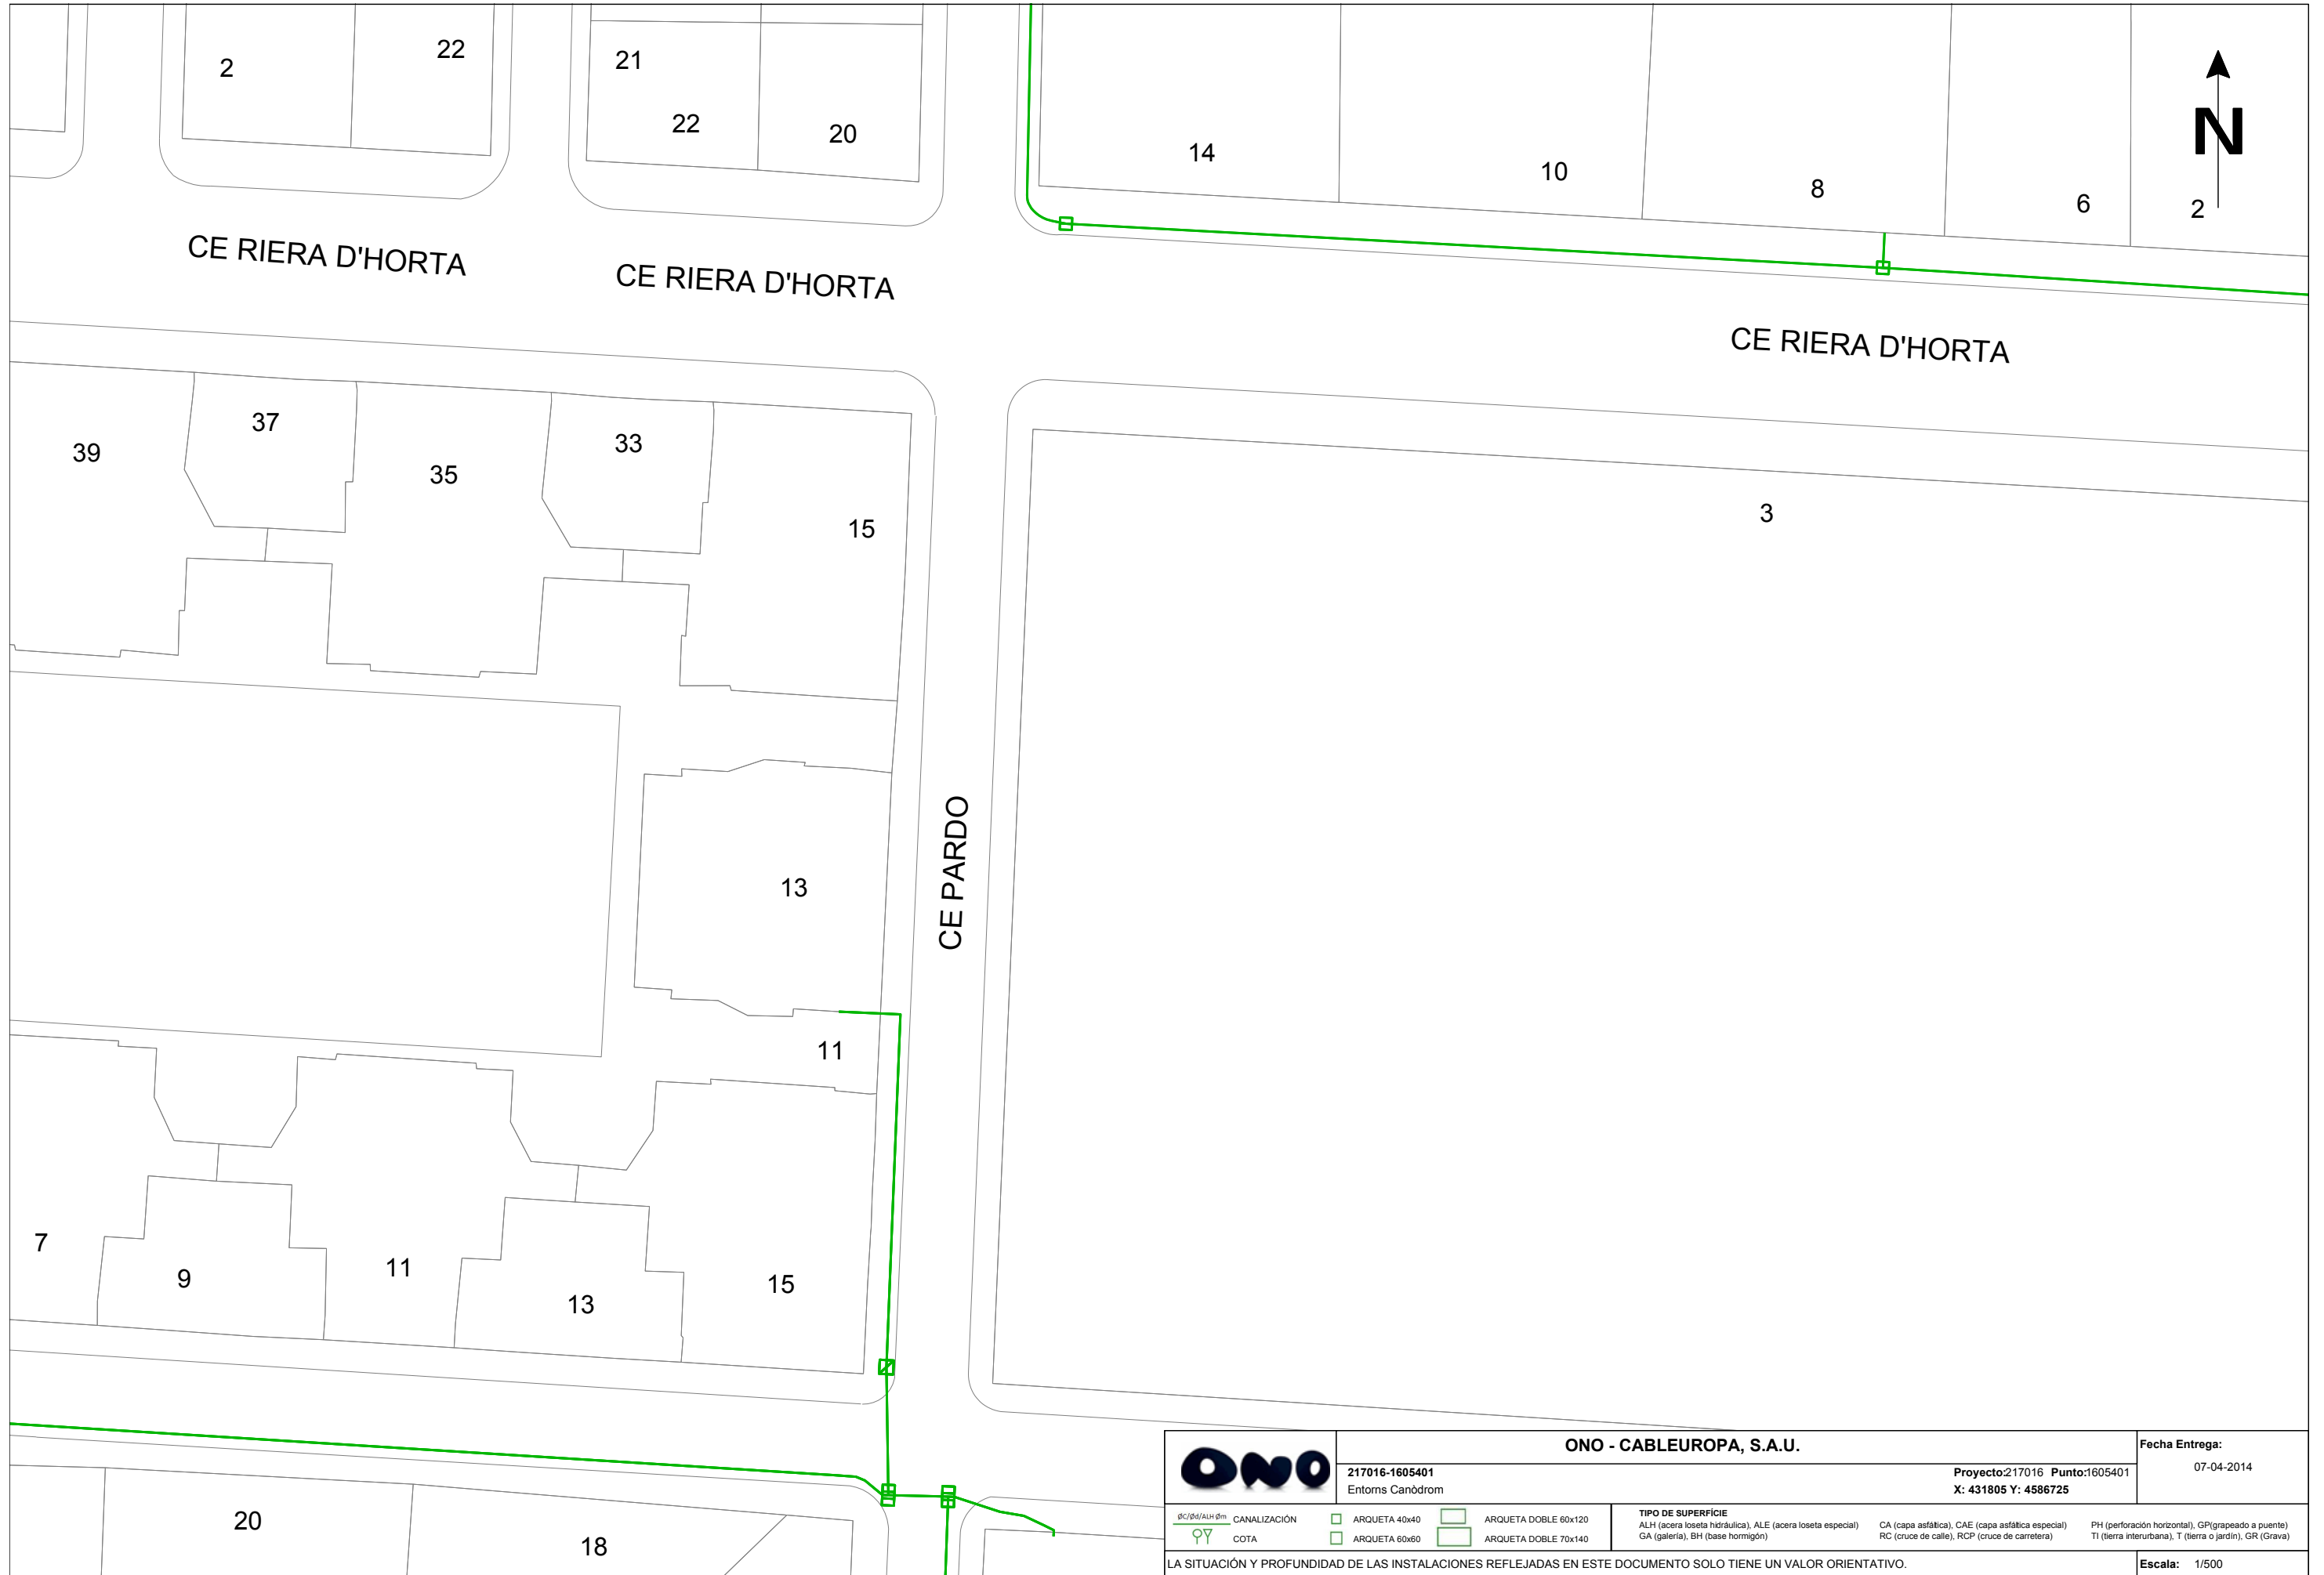 2
22
21
22
20
14
10
8
6
2
N
CE RIERA D'HORTA
CE RIERA D'HORTA
CE RIERA D'HORTA
39
37
35
33
15
3
13
CE PARDO
11
7
9
11
13
15
20
18
ONO
ONO - CABLEUROPA, S.A.U.
217016-1605401
Entorns Canòdrom
Proyecto:217016 Punto:1605401
X: 431805 Y: 4586725
Fecha Entrega:
07-04-2014
ØC/Ød/ALH Øm CANALIZACIÓN
COTA
ARQUETA 40x40
ARQUETA 60x60
ARQUETA DOBLE 60x120
ARQUETA DOBLE 70x140
TIPO DE SUPERFÍCIE
ALH (acera loseta hidráulica), ALE (acera loseta especial)
GA (galería), BH (base hormigón)
CA (capa asfáltica), CAE (capa asfáltica especial)
RC (cruce de calle), RCP (cruce de carretera)
PH (perforación horizontal), GP(grapeado a puente)
TI (tierra interurbana), T (tierra o jardín), GR (Grava)
LA SITUACIÓN Y PROFUNDIDAD DE LAS INSTALACIONES REFLEJADAS EN ESTE DOCUMENTO SOLO TIENE UN VALOR ORIENTATIVO.
Escala: 1/500